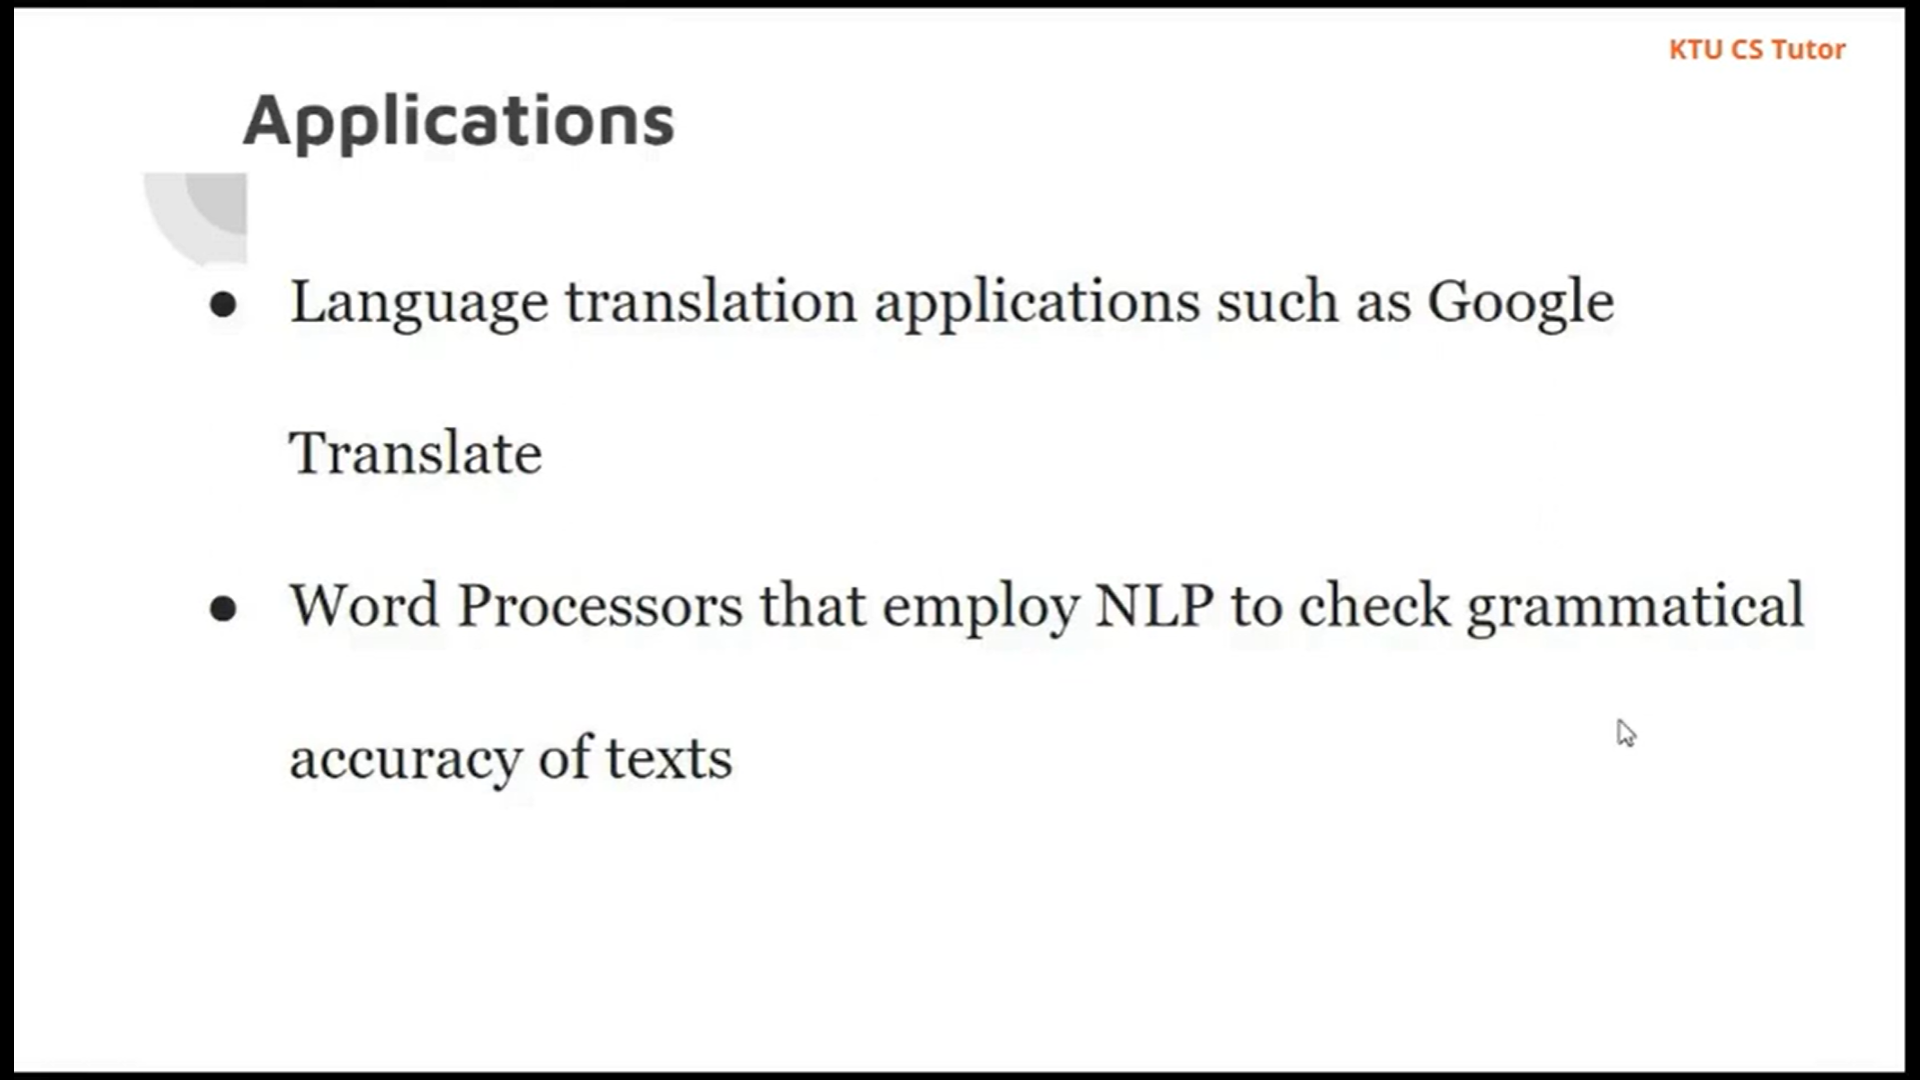 KTU CS Tutor
Applications
● Language translation applications such as Google
Translate
● Word Processors that employ NLP to check grammatical
accuracy of texts